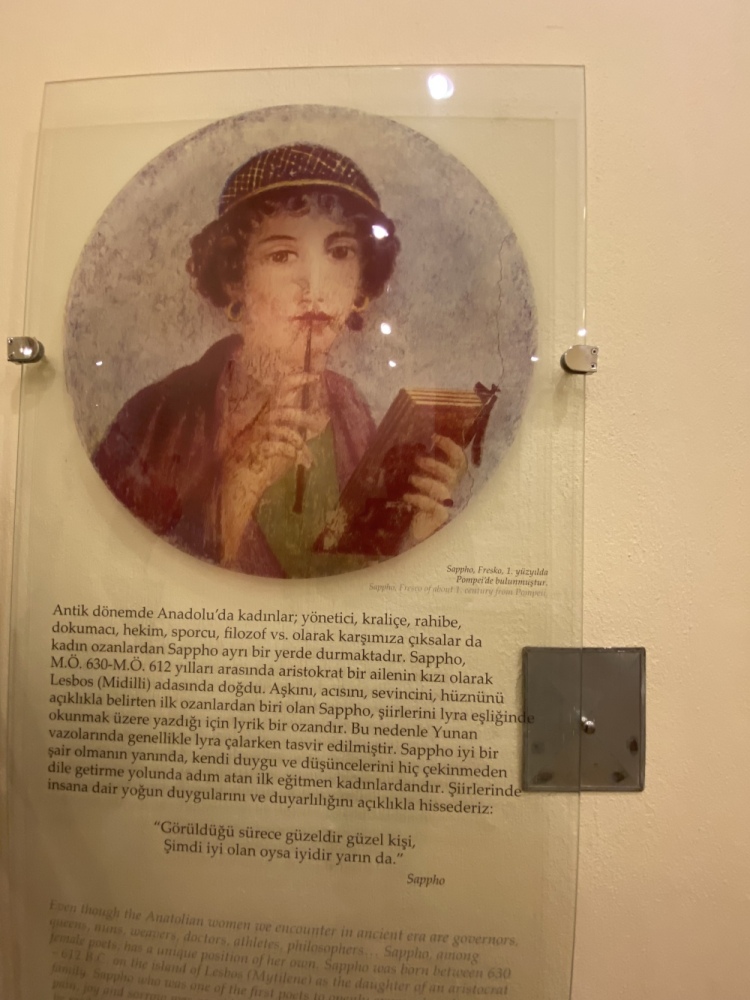 Sappho, Fresko, 1. yüzyılda
Pompei'de bulunmuştur.
Sappho, Fresco of about 1. century from Pompeii.
Antik dönemde Anadolu'da kadınlar; yönetici, kraliçe, rahibe,
dokumacı, hekim, sporcu, filozof vs. olarak karşımıza çıksalar da
kadın ozanlardan Sappho ayrı bir yerde durmaktadır. Sappho,
M.Ö. 630-M.Ö. 612 yılları arasında aristokrat bir ailenin kızı olarak
Lesbos (Midilli) adasında doğdu. Aşkını, acısını, sevincini, hüznünü
açıklıkla belirten ilk ozanlardan biri olan Sappho, şiirlerini lyra eşliğinde
okunmak üzere yazdığı için lyrik bir ozandır. Bu nedenle Yunan
vazolarında genellikle lyra çalarken tasvir edilmiştir. Sappho iyi bir
şair olmanın yanında, kendi duygu ve düşüncelerini hiç çekinmeden
dile getirme yolunda adım atan ilk eğitmen kadınlardandır. Şiirlerinde
insana dair yoğun duygularını ve duyarlılığını açıklıkla hissederiz:
"Görüldüğü sürece güzeldir güzel kişi,
Şimdi iyi olan oysa iyidir yarın da."
Sappho
Even though the Anatolian women we encounter in ancient era are governors,
queens, nuns, weavers, doctors, athletes, philosophers... Sappho, among
female poets, has a unique position of her own. Sappho was born between 630
- 612 B.C. on the island of Lesbos (Mytilene) as the daughter of an aristocrat
family. Sappho who was one of the first poets to openly
pain, joy and sorrow